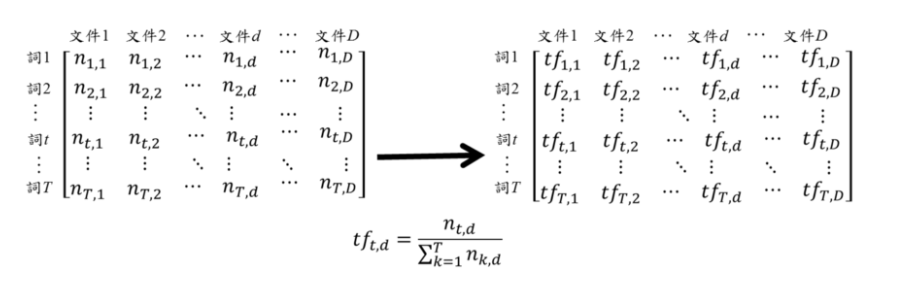 文件1 文件2 ⋯ 文件d ⋯ 文件D
詞1 n1,1 n1,2 ⋯ n1,d ⋯ n1,D
詞2 n2,1 n2,2 ⋯ n2,d ⋯ n2,D
⋮ ⋮ ⋮ ⋱ ⋮ ⋯ ⋮
詞t nt,1 nt,2 ⋯ nt,d ⋯ nt,D
⋮ ⋮ ⋮ ⋱ ⋮ ⋱ ⋮
詞T nT,1 nT,2 ⋯ nT,d ⋯ nT,D
文件1 文件2 ⋯ 文件d ⋯ 文件D
詞1 tf1,1 tf1,2 ⋯ tf1,d ⋯ tf1,D
詞2 tf2,1 tf2,2 ⋯ tf2,d ⋯ tf2,D
⋮ ⋮ ⋮ ⋱ ⋮ ⋯ ⋮
詞t tft,1 tft,2 ⋯ tft,d ⋯ tft,D
⋮ ⋮ ⋮ ⋱ ⋮ ⋱ ⋮
詞T tfT,1 tfT,2 ⋯ tfT,d ⋯ tfT,D
tft,d = nt,d / ∑Tk=1 nk,d